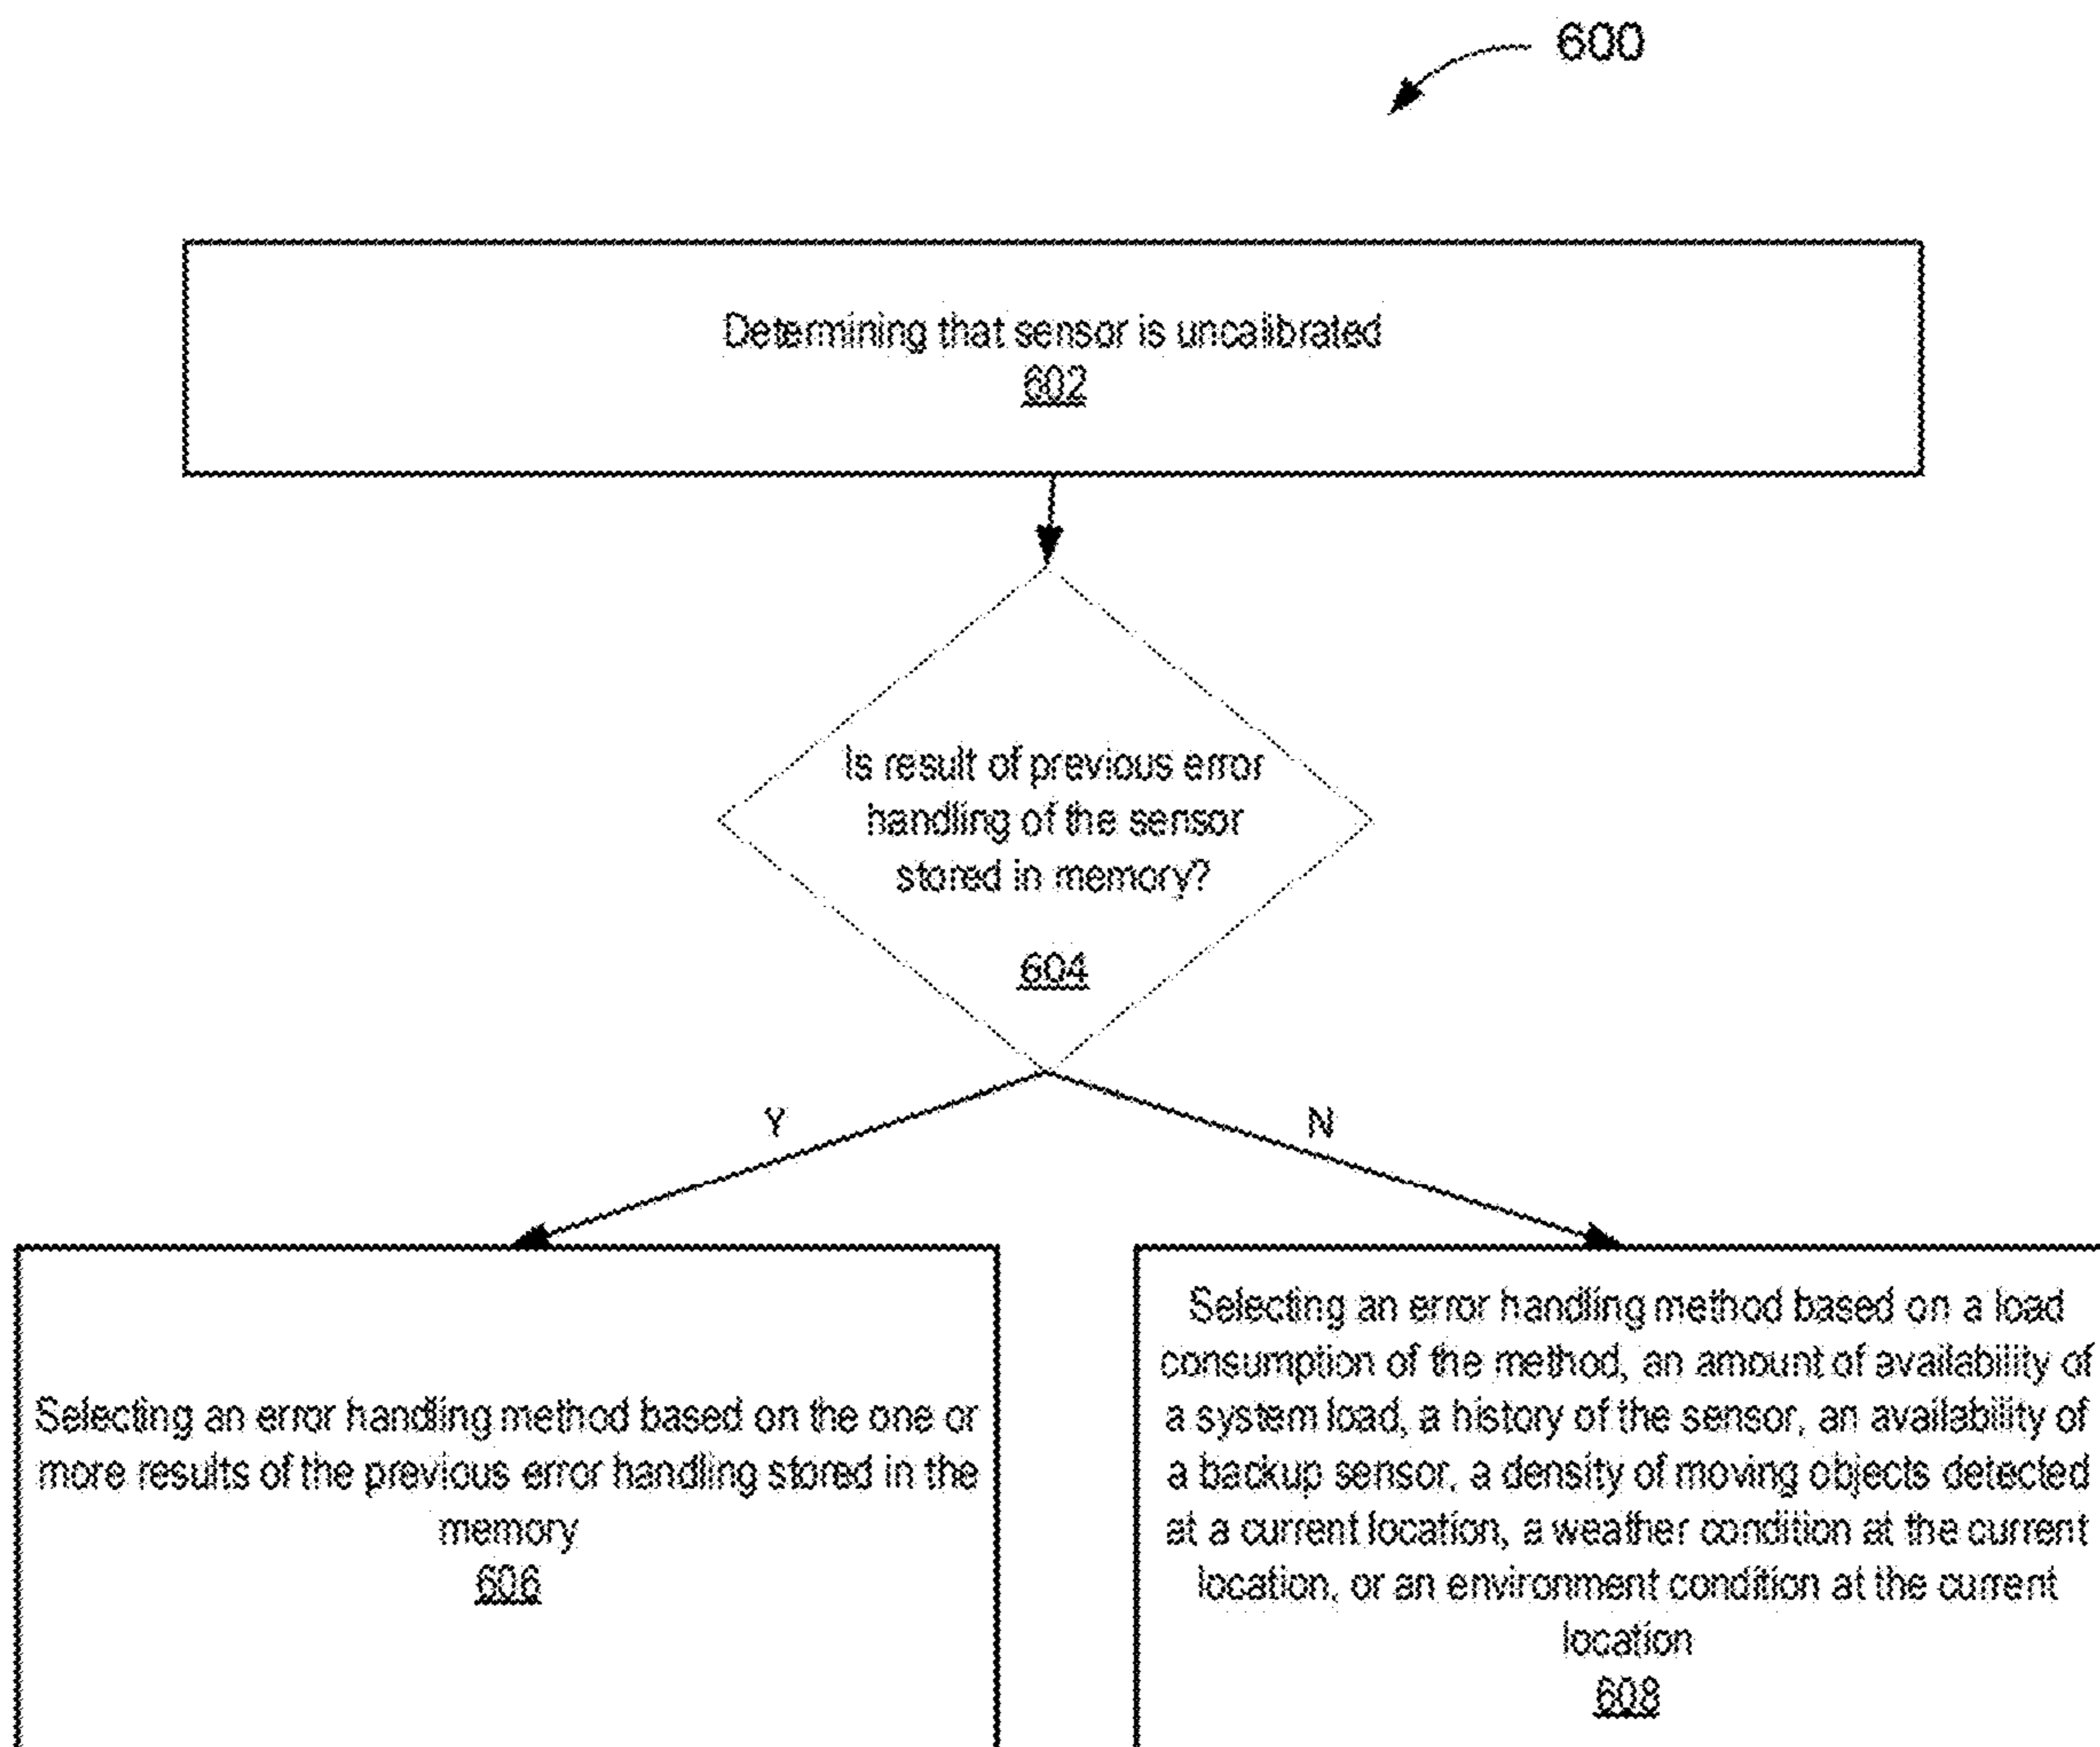 600
Determining that sensor is uncalibrated
602
Is result of previous error
handling of the sensor
stored in memory?
604
Y
N
Selecting an error handling method based on the one or
more results of the previous error handling stored in the
memory
606
Selecting an error handling method based on a load
consumption of the method, an amount of availability of
a system load, a history of the sensor, an availability of
a backup sensor, a density of moving objects detected
at a current location, a weather condition at the current
location, or an environment condition at the current
location
608